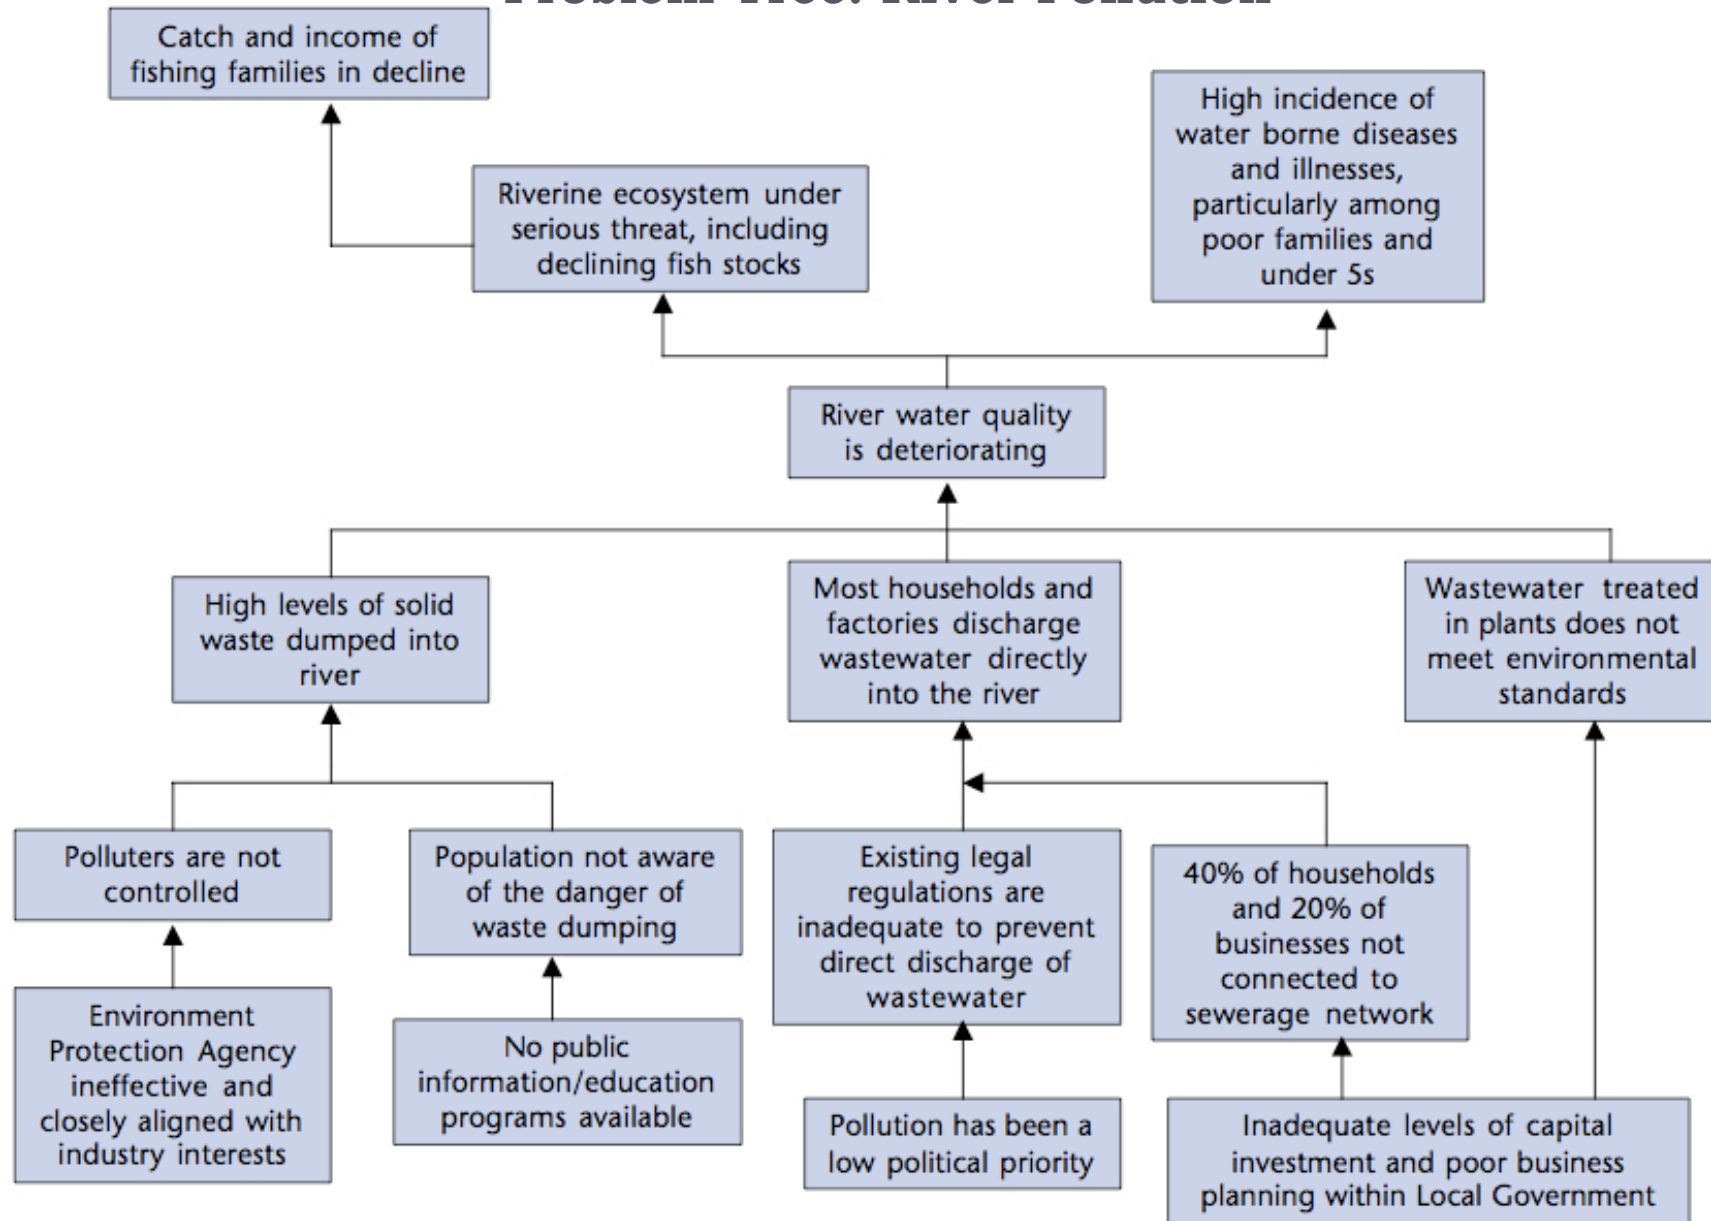 Problem Tree: River Pollution
Catch and income of
fishing families in decline
High incidence of
water borne diseases
and illnesses,
particularly among
poor families and
under 5s
Riverine ecosystem under
serious threat, including
declining fish stocks
River water quality
is deteriorating
High levels of solid
waste dumped into
river
Most households and
factories discharge
wastewater directly
into the river
Wastewater treated
in plants does not
meet environmental
standards
Polluters are not
controlled
Population not aware
of the danger of
waste dumping
Existing legal
regulations are
inadequate to prevent
direct discharge of
wastewater
40% of households
and 20% of
businesses not
connected to
sewerage network
Environment
Protection Agency
ineffective and
closely aligned with
industry interests
No public
information/education
programs available
Pollution has been a
low political priority
Inadequate levels of capital
investment and poor business
planning within Local Government